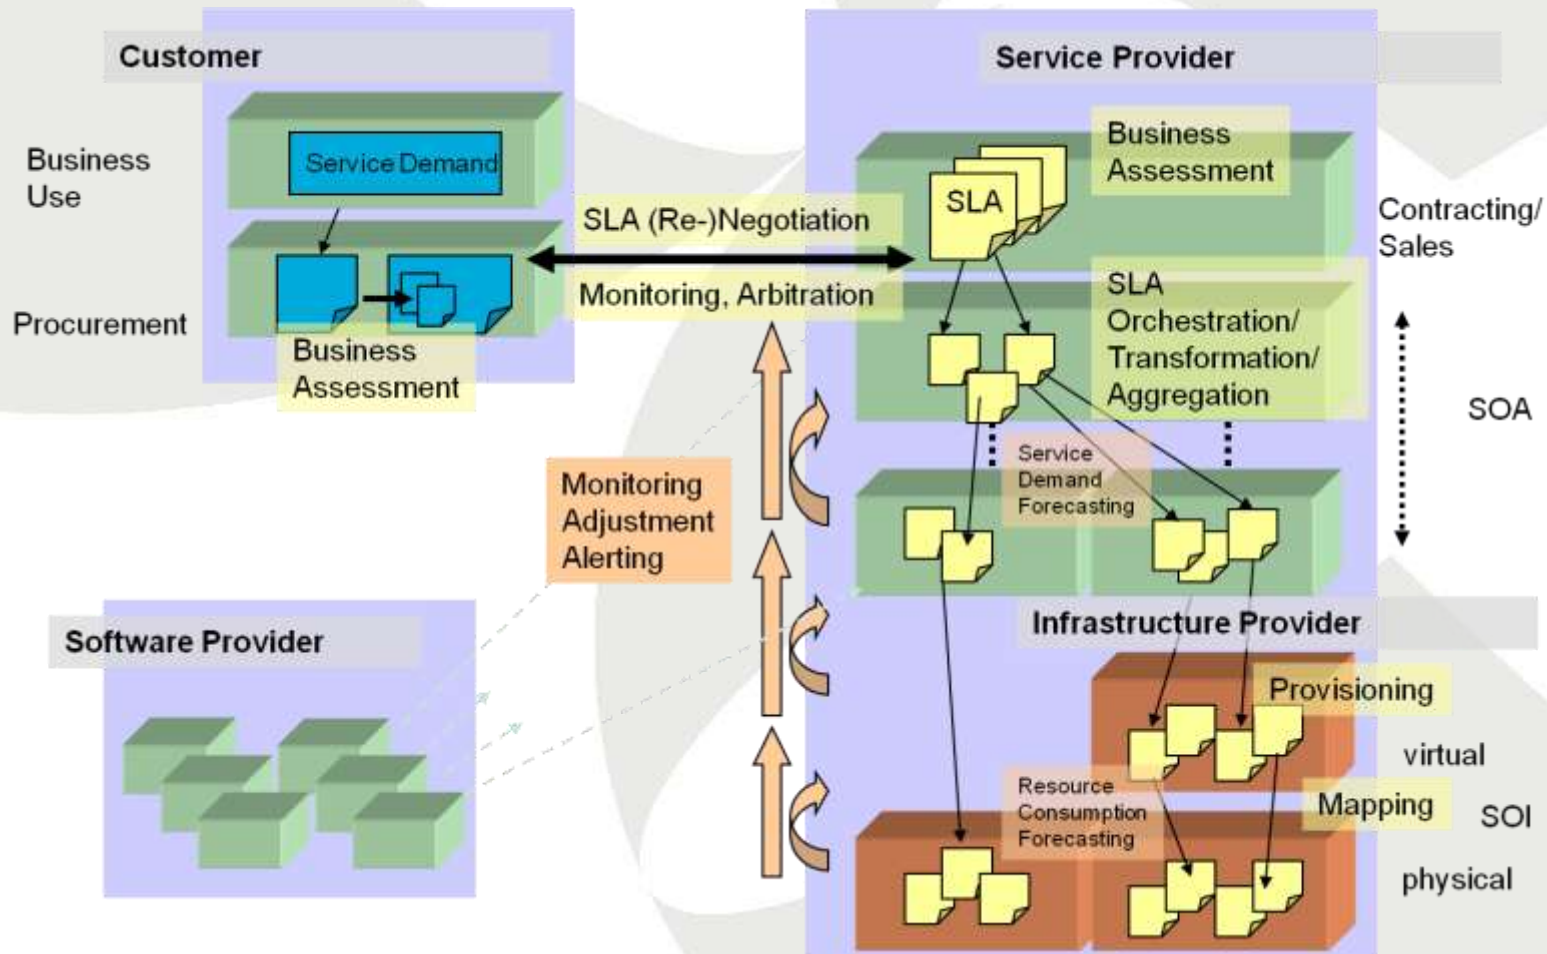 Customer
Service Provider
Business
Use
Service Demand
Business
Assessment
SLA
Contracting/
Sales
SLA (Re-)Negotiation
Monitoring, Arbitration
Procurement
Business
Assessment
SLA
Orchestration/
Transformation/
Aggregation
SOA
Service
Demand
Forecasting
Monitoring
Adjustment
Alerting
Software Provider
Infrastructure Provider
Provisioning
virtual
Resource
Consumption
Forecasting
Mapping
SOI
physical